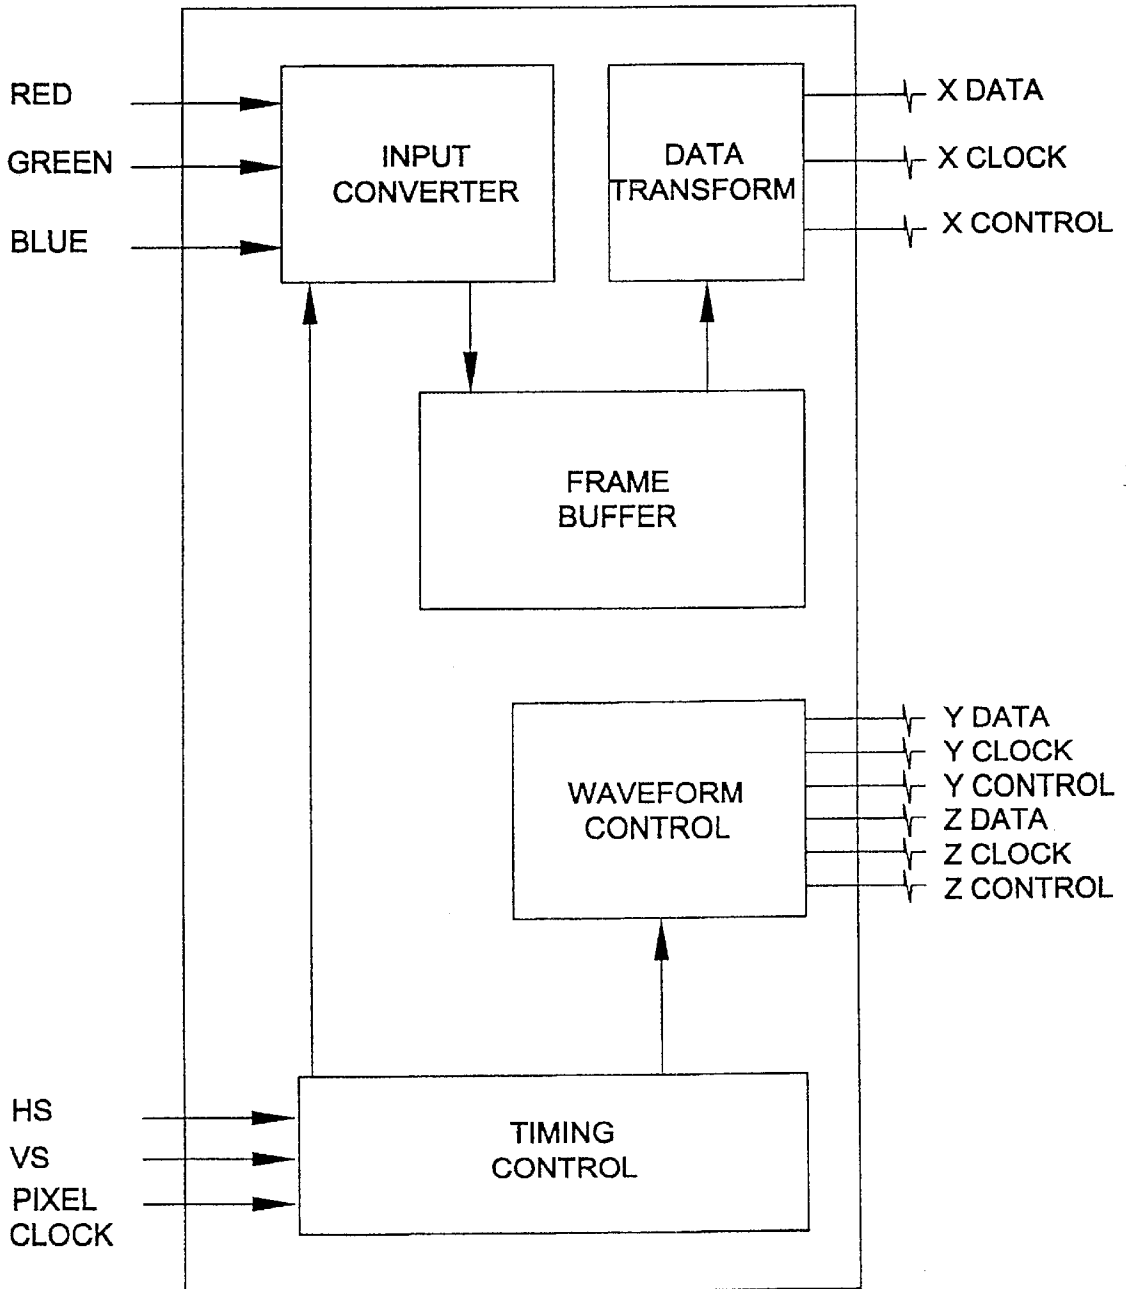 RED
GREEN
BLUE
INPUT
CONVERTER
DATA
TRANSFORM
X DATA
X CLOCK
X CONTROL
FRAME
BUFFER
WAVEFORM
CONTROL
Y DATA
Y CLOCK
Y CONTROL
Z DATA
Z CLOCK
Z CONTROL
HS
VS
PIXEL
CLOCK
TIMING
CONTROL